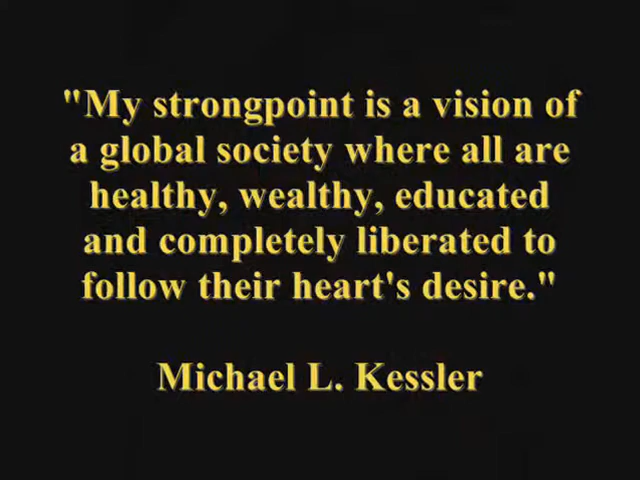 "My strongpoint is a vision of
a global society where all are
healthy, wealthy, educated
and completely liberated to
follow their heart's desire."
Michael L. Kessler